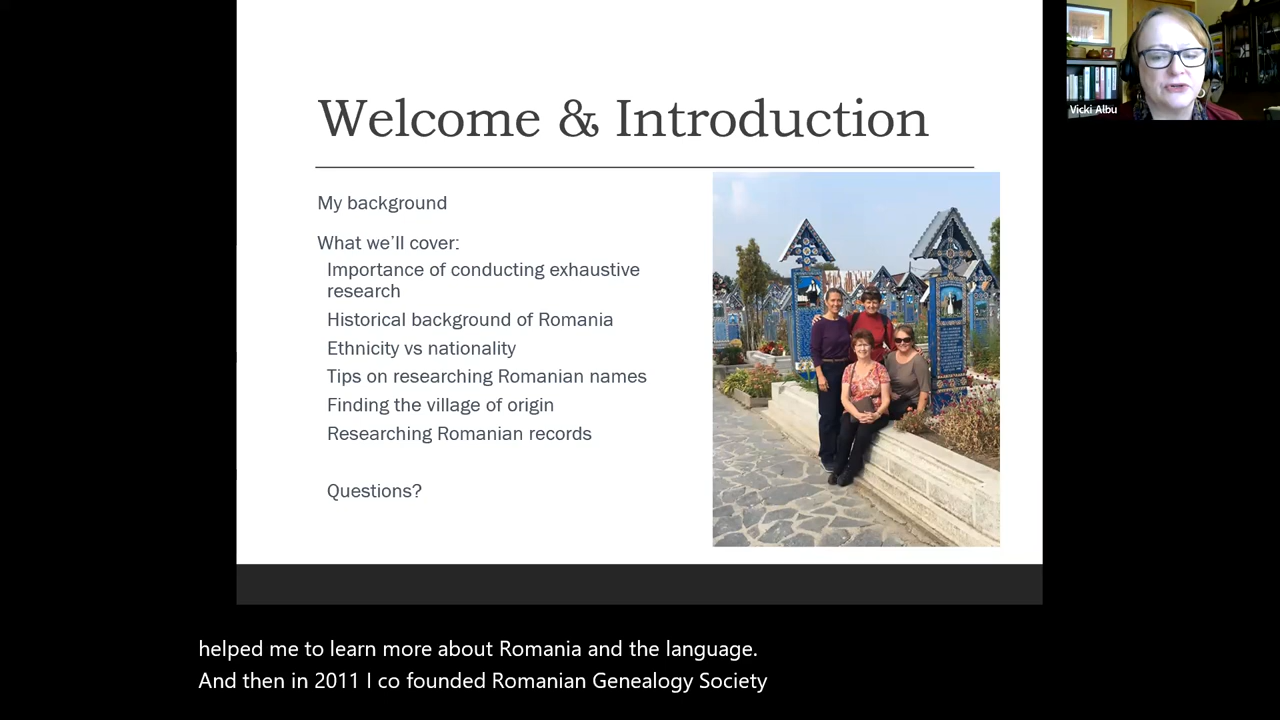 Welcome & Introduction
My background
What we'll cover:
Importance of conducting exhaustive
research
Historical background of Romania
Ethnicity vs nationality
Tips on researching Romanian names
Finding the village of origin
Researching Romanian records
Questions?
Vicki Albu
helped me to learn more about Romania and the language.
And then in 2011 I co founded Romanian Genealogy Society